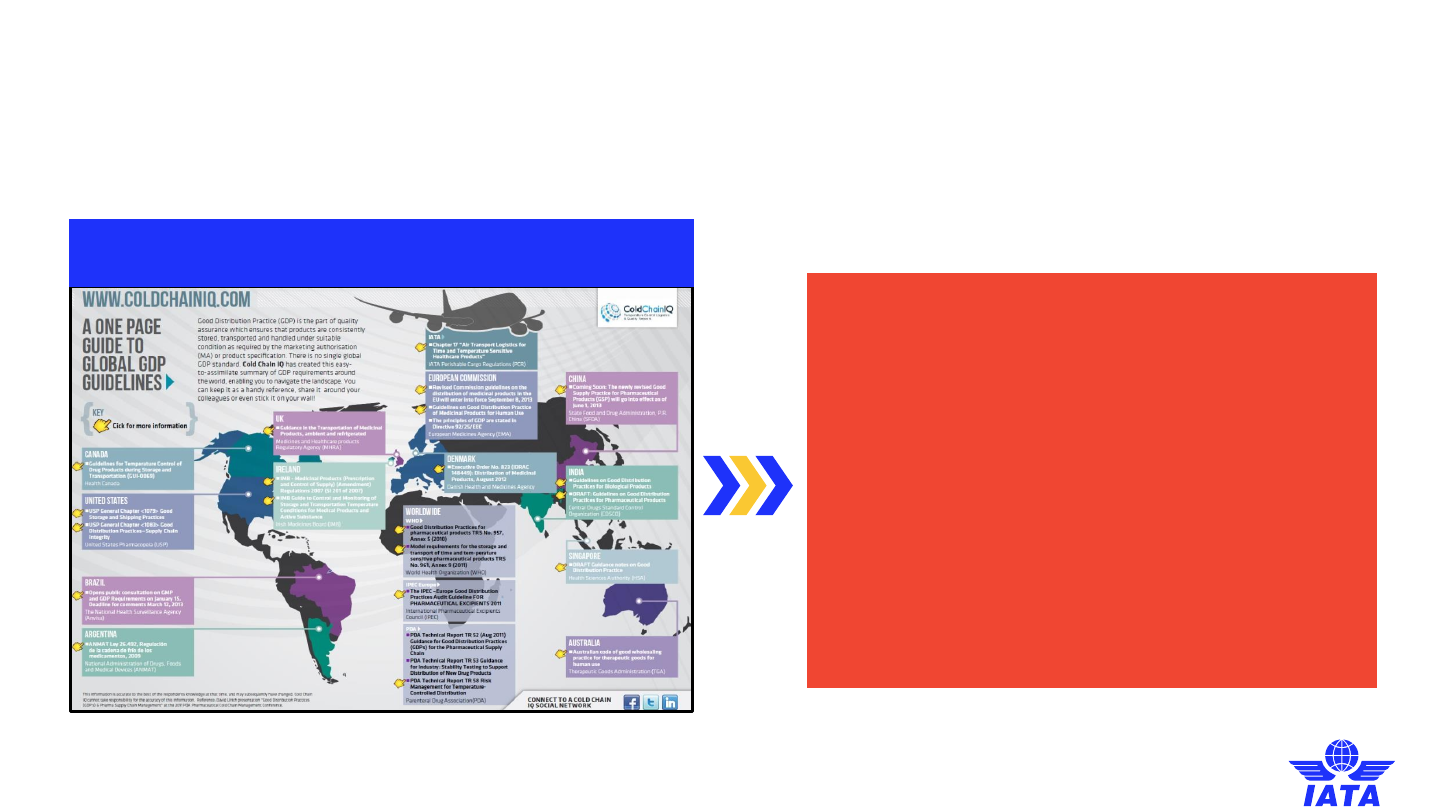 WWW.COLDCHAINIQ.COM
A ONE PAGE
GUIDE TO
GLOBAL GDP
GUIDELINES
Good Distribution Practice (GDP) is the part of quality
assurance which ensures that products are consistently
stored, transported and handled under suitable
condition as required by the marketing authorisation
(MA) or product specification. There is no single global
GDP standard. Cold Chain IQ has created this easy-
to-assimilate summary of GDP requirements around
the world, enabling you to navigate the landscape. You
can keep it as a handy reference, share it around your
colleagues or even stick it on your wall!
KEY
Click for more information
ColdChainIQ
IATA
Chapter 17 "Air Transport Logistics for
Time and Temperature Sensitive
Healthcare Products"
IATA Perishable Cargo Regulations (PCR)
EUROPEAN COMMISSION
Revised Commission guidelines on the
distribution of medicinal products in the
EU will enter into force September 8, 2013
Guidelines on Good Distribution Practice
of Medicinal Products for Human Use
The principles of GDP are stated in
Directive 92/25/EEC
European Medicines Agency (EMA)
CHINA
Coming Soon: The newly revised Good
Supply Practice for Pharmaceutical
Products (GSP) will go into effect as of
June 1, 2013
State Food and Drug Administration, P.R.
China (SFDA)
UK
Guidance in the Transportation of Medicinal
Products, ambient and refrigerated
Medicines and Healthcare products
Regulatory Agency (MHRA)
CANADA
Guidelines for Temperature Control of
Drug Products during Storage and
Transportation (GUI-0069)
Health Canada
IRELAND
IMB - Medicinal Products (Prescription
and Control of Supply) (Amendment)
Regulations 2007 (SI 201 of 2007)
IMB Guide to Control and Monitoring of
Storage and Transportation Temperature
Conditions for Medicinal Products and
Active Substances
Irish Medicines Board (IMB)
DENMARK
Executive Order No. 823
Distribution of Medicinal
Products, August 2012
Danish Health and Medicines Agency
INDIA
Guidelines on Good Distribution
Practices for Biological Products
DRAFT: Guidelines on Good Distribution
Practices for Pharmaceutical Products
Central Drugs Standard Control
Organization (CDSCO)
UNITED STATES
USP General Chapter <1079> Good
Storage and Shipping Practices
USP General Chapter <1083> Good
Distribution Practices- Supply Chain
Integrity
United States Pharmacopeia (USP)
WORLDWIDE
WHO
Good Distribution Practices for
pharmaceutical products TRS No. 957,
Annex 5 (2010)
Model requirements for the storage and
transport of time and tem-perature
sensitive pharmaceutical products TRS
No. 961, Annex 9 (2011)
World Health Organization (WHO)
IPEC Europe
The IPEC -Europe Good Distribution
Practices Audit Guideline FOR
PHARMACEUTICAL EXCIPIENTS 2011
International Pharmaceutical Excipients
Council (IPEC)
PDA
PDA Technical Report TR 52 (Aug 2011)
Guidance for Good Distribution Practices
(GDPs) for the Pharmaceutical Supply
Chain
PDA Technical Report TR 53 Guidance
for Industry: Stability Testing to Support
Distribution of New Drug Products
PDA Technical Report TR 58 Risk
Management for Temperature-
Controlled Distribution
Parenteral Drug Association(PDA)
SINGAPORE
DRAFT Guidance notes on Good
Distribution Practice
Health Sciences Authority (HSA)
BRAZIL
Opens public consultation on GMP
and GDP Requirements on January 15.
Deadline for comments March 12, 2013
The National Health Surveillance Agency
(Anvisa)
ARGENTINA
ANMAT Ley 26.492, Regulación
de la cadena de frío de los
medicamentos, 2009
National Administration of Drugs, Foods
and Medical Devices (ANMAT)
AUSTRALIA
Australian code of good wholesaling
practice for therapeutic goods for
human use
Therapeutic Goods Administration (TGA)
CONNECT TO A COLD CHAIN
IQ SOCIAL NETWORK
IATA